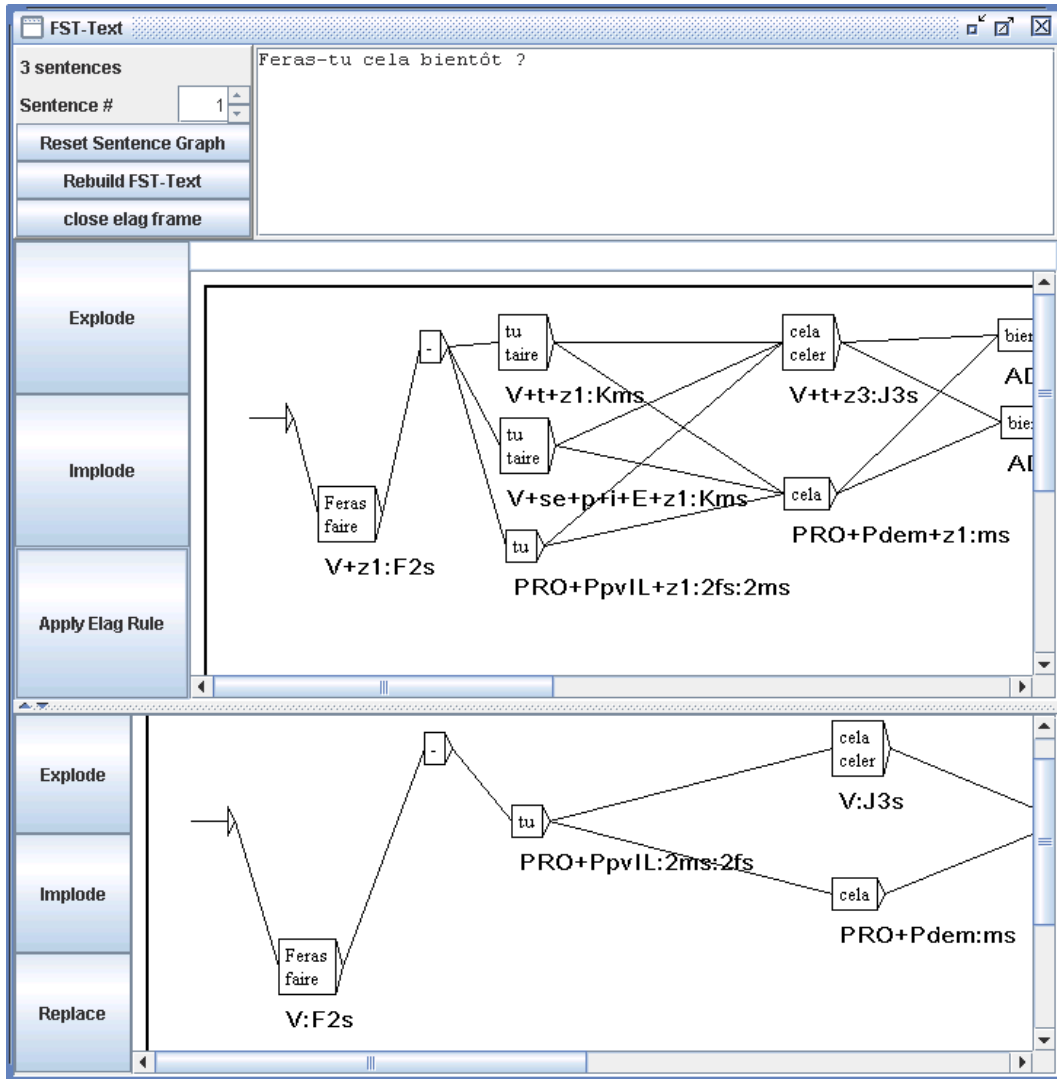 FST-Text
3 sentences
Sentence #
1
Reset Sentence Graph
Rebuild FST-Text
close elag frame
Feras-tu cela bientôt ?
Explode
Implode
Apply Elag Rule
Feras
faire
V+z1:F2s
-
tu
taire
V+t+z1:Kms
tu
taire
V+se+p+i+E+z1:Kms
tu
PRO+PpvIL+z1:2fs:2ms
cela
celer
V+t+z3:J3s
cela
PRO+Pdem+z1:ms
Explode
Implode
Replace
Feras
faire
V:F2s
-
tu
PRO+PpvIL:2ms:2fs
cela
celer
V:J3s
cela
PRO+Pdem:ms